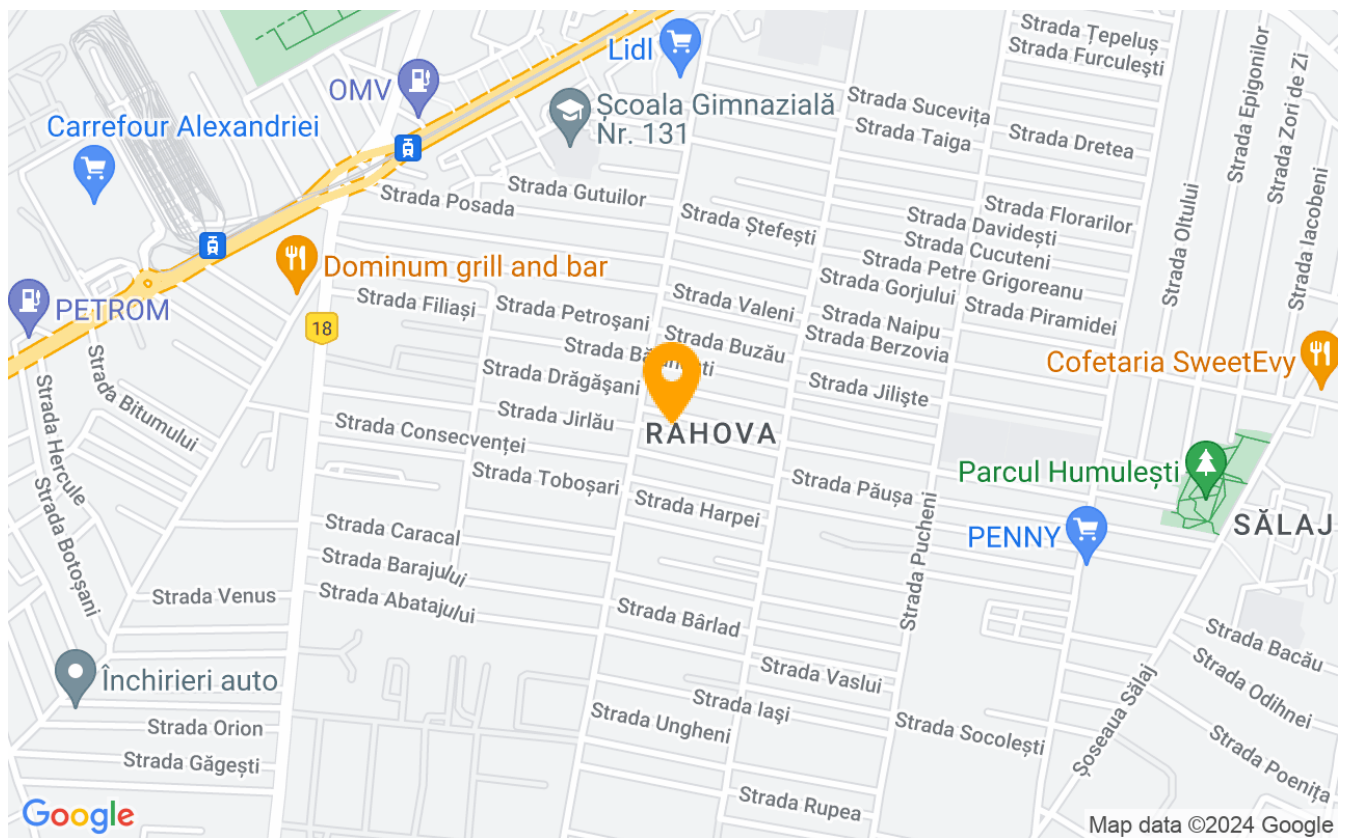 Strada Țepeluș
Strada Furculești
Lidl
OMV
Carrefour Alexandriei
Școala Gimnazială
Nr. 131
Strada Sucevița
Strada Taiga
Strada Dretea
Strada Epigonilor
Strada Zori de Zi
Strada Iacobeni
Strada Oltului
Strada Gutuilor
Strada Posada
Strada Ștefești
Strada Florarilor
Strada Davidești
Strada Cucuteni
Strada Petre Grigoreanu
Strada Gorjului
Strada Piramidei
Dominum grill and bar
Strada Filiași
Strada Petroșani
Strada Valeni
Strada Naipu
Strada Buzău
Strada Berzovia
PETROM
18
Cofetaria SweetEvy
Strada Drăgășani
Strada Jiliște
Strada Jirlău
Strada Consecvenței
RAHOVA
Strada Bitumului
Strada Hercule
Strada Botoșani
Strada Toboșari
Strada Harpei
Strada Păușa
Parcul Humulești
PENNY
SĂLAJ
Strada Pucheni
Strada Caracal
Strada Barajului
Strada Abatajului
Strada Venus
Strada Bârlad
Strada Bacău
Strada Odihnei
Închirieri auto
Strada Vaslui
Strada Iași
Strada Ungheni
Strada Socolești
Șoseaua Sălaj
Strada Poenița
Strada Orion
Strada Găgești
Strada Rupea
Google
Map data ©2024 Google